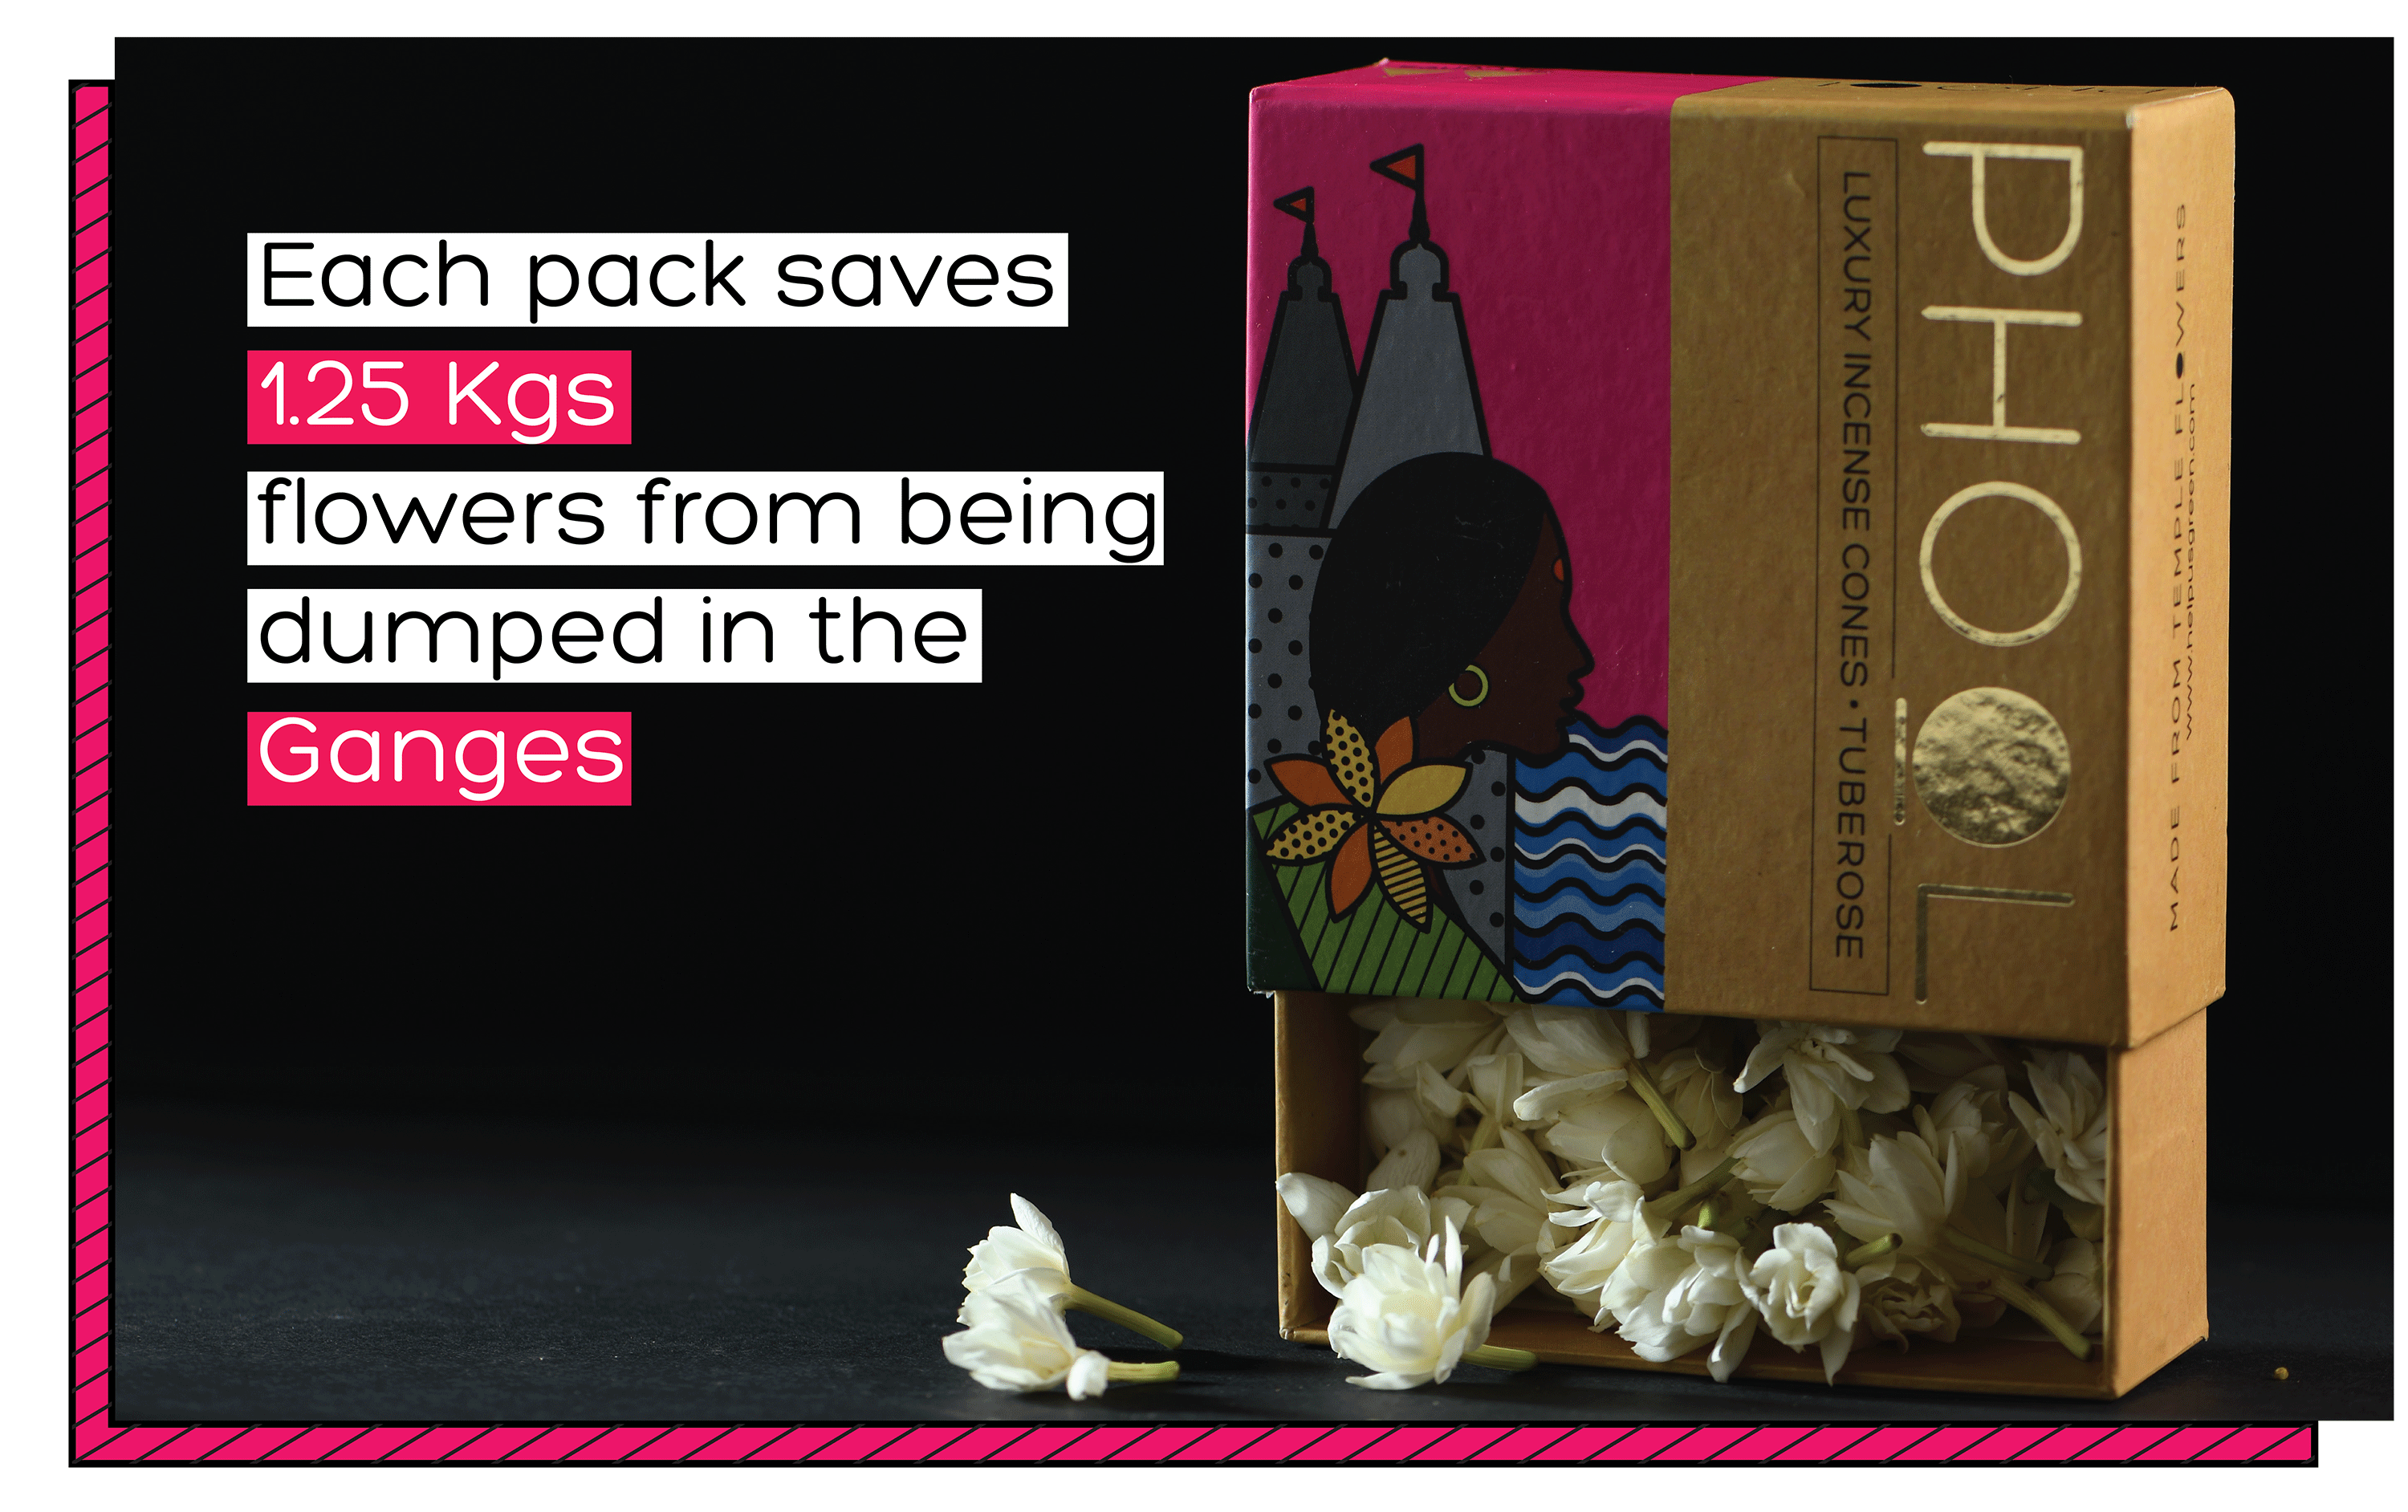 Each pack saves
1.25 Kgs
flowers from being
dumped in the
Ganges
PHOOL
LUXURY INCENSE CONES • TUBEROSE
MADE FROM TEMPLE FLOWERS
www.helpusgreen.com